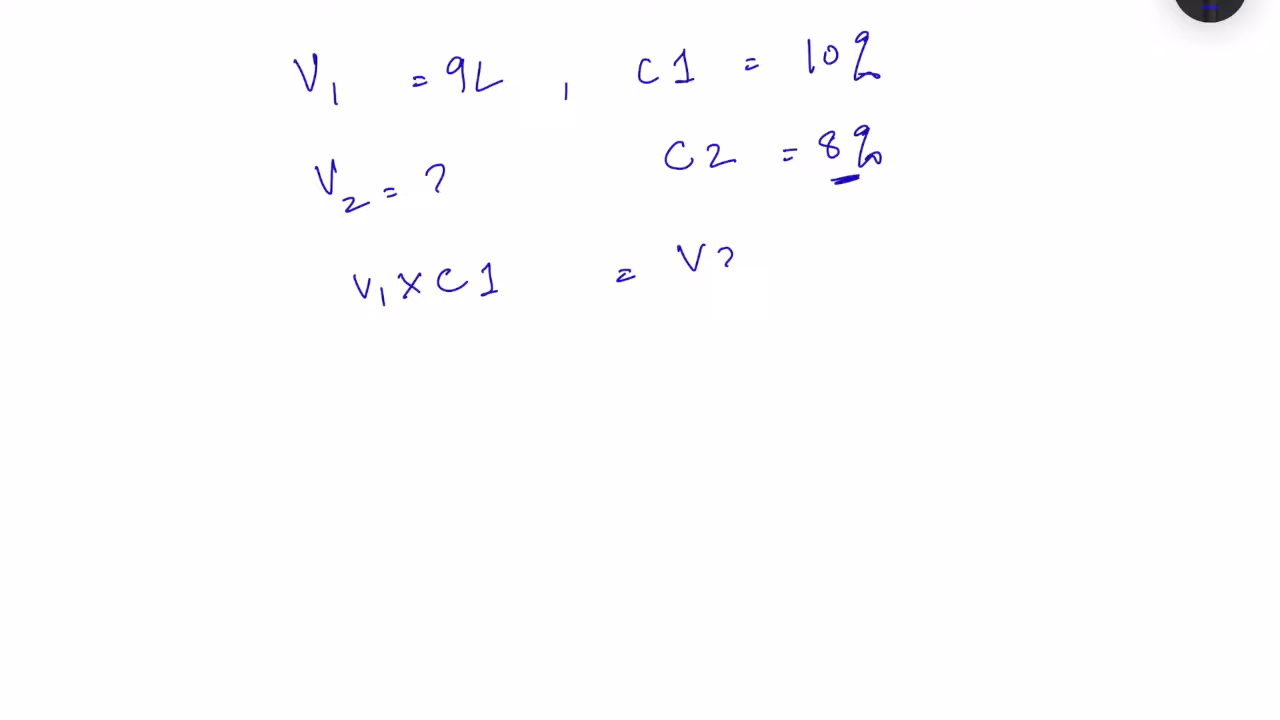 V₁ = 9L , C1 = 10%
V₂ = ? C2 = 8%
V₁ × C1 = V2